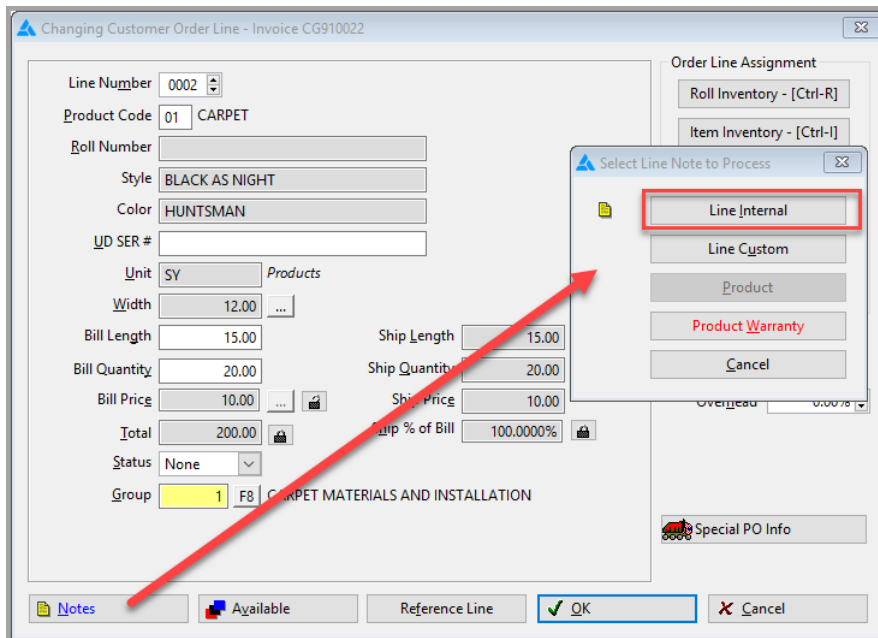 Changing Customer Order Line - Invoice CG910022
Line Number 0002
Product Code 01 CARPET
Roll Number
Style BLACK AS NIGHT
Color HUNTSMAN
UD SER #
Unit SY Products
Width 12.00 ...
Bill Length 15.00 Ship Length 15.00
Bill Quantity 20.00 Ship Quantity 20.00
Bill Price 10.00 ... Ship Price 10.00
Total 200.00 Ship % of Bill 100.0000%
Status None
Group 1 F8 CARPET MATERIALS AND INSTALLATION
Order Line Assignment
Roll Inventory - [Ctrl-R]
Item Inventory - [Ctrl-I]
Select Line Note to Process
Line Internal
Line Custom
Product
Product Warranty
Cancel
Overhead 0.00%
Special PO Info
Notes Available Reference Line OK Cancel